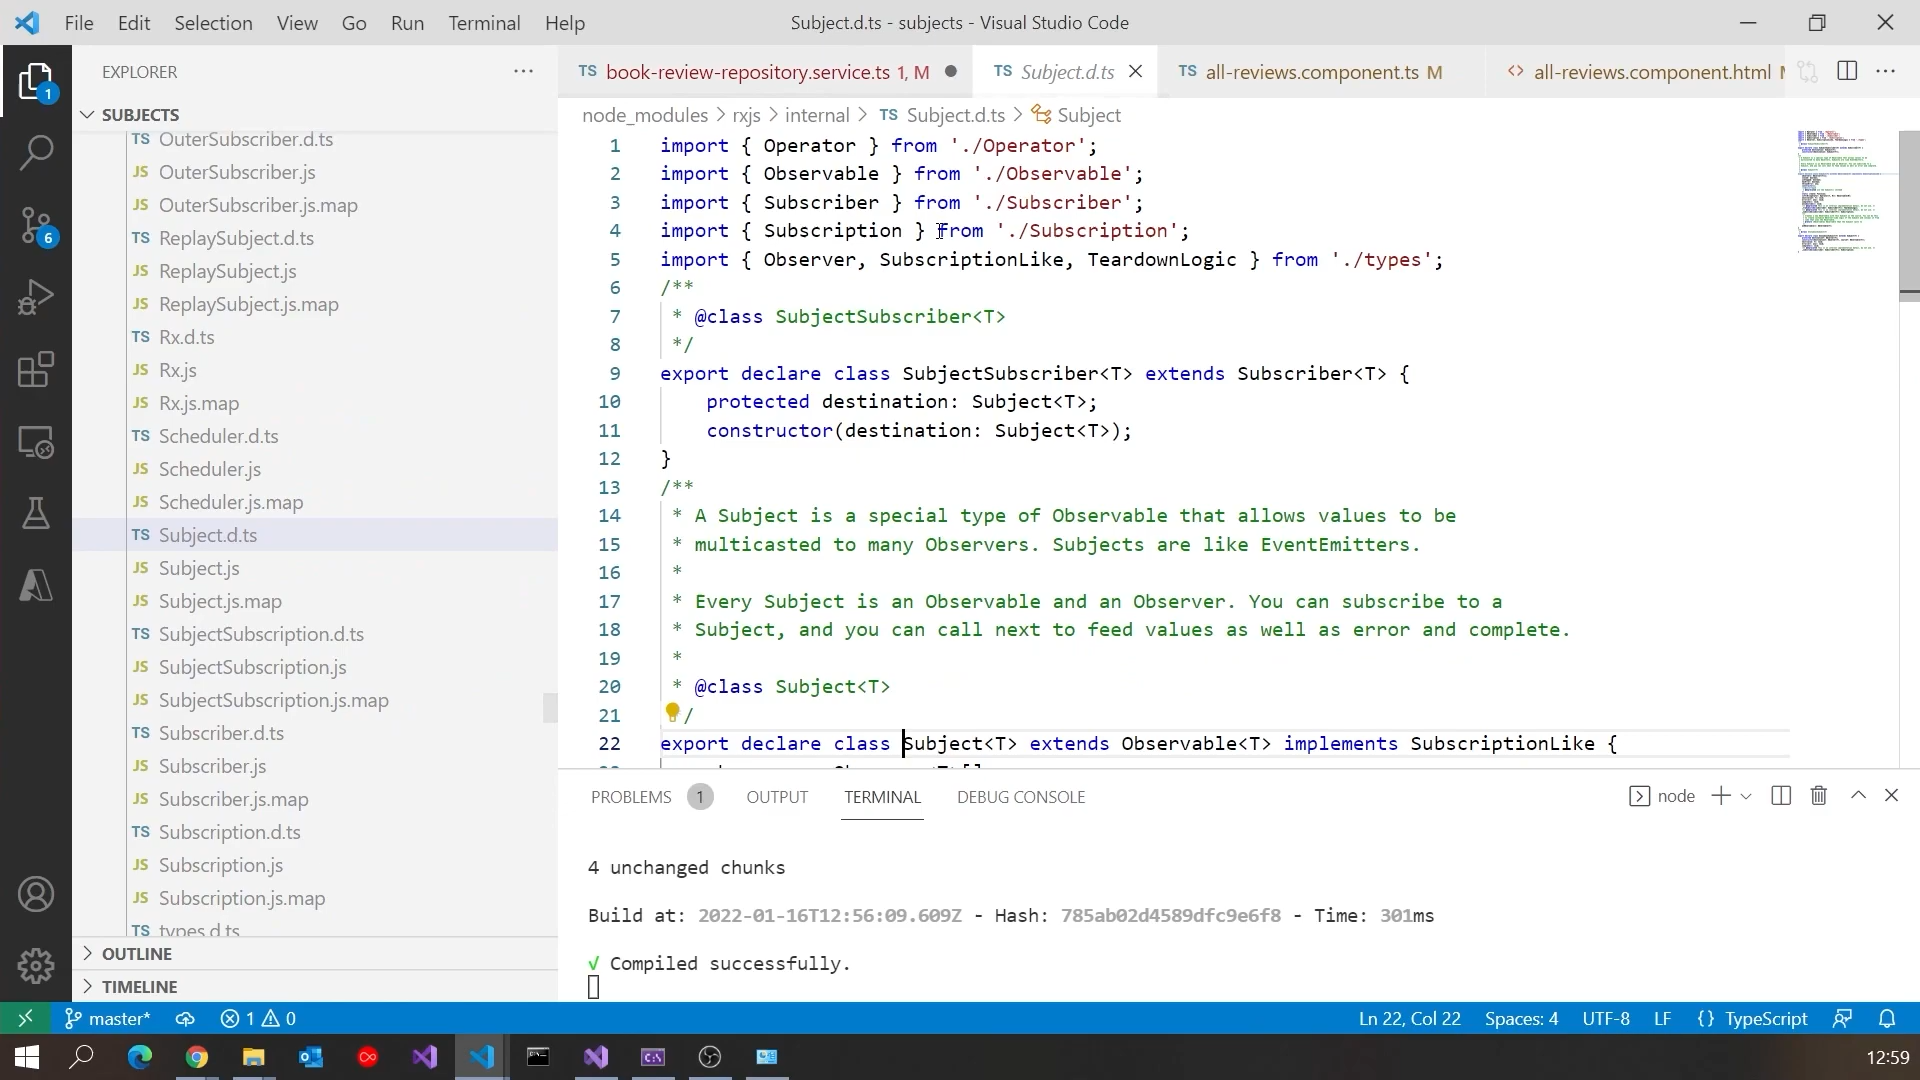 File Edit Selection View Go Run Terminal Help
Subject.d.ts - subjects - Visual Studio Code
EXPLORER
SUBJECTS
OuterSubscriber.d.ts
OuterSubscriber.js
OuterSubscriber.js.map
ReplaySubject.d.ts
ReplaySubject.js
ReplaySubject.js.map
Rx.d.ts
Rx.js
Rx.js.map
Scheduler.d.ts
Scheduler.js
Scheduler.js.map
Subject.d.ts
Subject.js
Subject.js.map
SubjectSubscription.d.ts
SubjectSubscription.js
SubjectSubscription.js.map
Subscriber.d.ts
Subscriber.js
Subscriber.js.map
Subscription.d.ts
Subscription.js
Subscription.js.map
types.d.ts
OUTLINE
TIMELINE
TS book-review-repository.service.ts 1, M
TS Subject.d.ts
TS all-reviews.component.ts M
all-reviews.component.html
node_modules > rxjs > internal > TS Subject.d.ts > Subject
1 import { Operator } from './Operator';
2 import { Observable } from './Observable';
3 import { Subscriber } from './Subscriber';
4 import { Subscription } from './Subscription';
5 import { Observer, SubscriptionLike, TeardownLogic } from './types';
6 /**
7 * @class SubjectSubscriber<T>
8 */
9 export declare class SubjectSubscriber<T> extends Subscriber<T> {
10 protected destination: Subject<T>;
11 constructor(destination: Subject<T>);
12 }
13 /**
14 * A Subject is a special type of Observable that allows values to be
15 * multicasted to many Observers. Subjects are like EventEmitters.
16 *
17 * Every Subject is an Observable and an Observer. You can subscribe to a
18 * Subject, and you can call next to feed values as well as error and complete.
19 *
20 * @class Subject<T>
21 /
22 export declare class Subject<T> extends Observable<T> implements SubscriptionLike {
PROBLEMS 1 OUTPUT TERMINAL DEBUG CONSOLE
node
4 unchanged chunks
Build at: 2022-01-16T12:56:09.609Z - Hash: 785ab02d4589dfc9e6f8 - Time: 301ms
√ Compiled successfully.
master* 1 0
Ln 22, Col 22 Spaces: 4 UTF-8 LF {} TypeScript
12:59